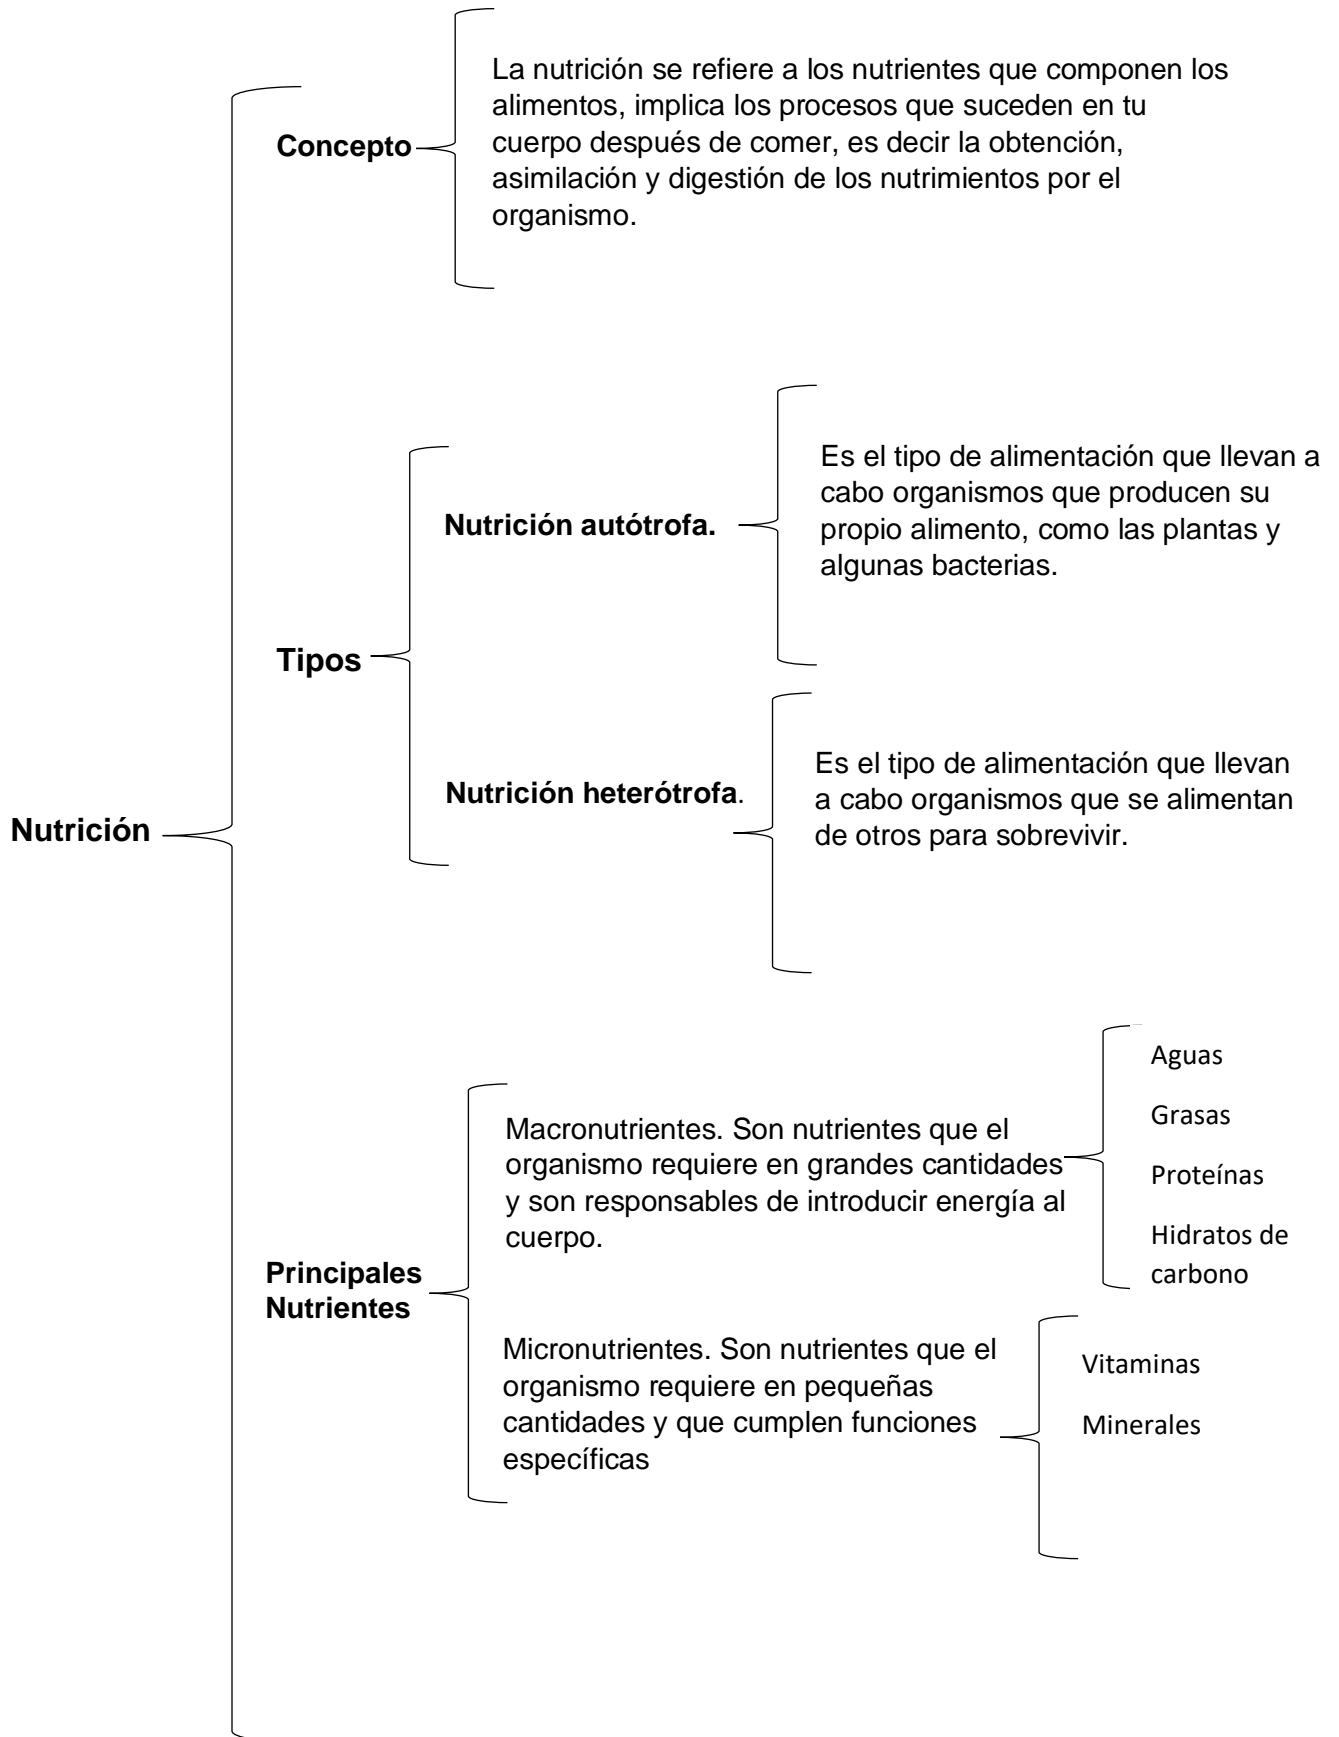 La nutrición se refiere a los nutrientes que componen los
alimentos, implica los procesos que suceden en tu
cuerpo después de comer, es decir la obtención,
asimilación y digestión de los nutrimientos por el
organismo.
Concepto
Es el tipo de alimentación que llevan a
cabo organismos que producen su
propio alimento, como las plantas y
algunas bacterias.
Nutrición autótrofa.
Tipos
Nutrición heterótrofa.
Es el tipo de alimentación que llevan
a cabo organismos que se alimentan
de otros para sobrevivir.
Nutrición
Principales
Nutrientes
Macronutrientes. Son nutrientes que el
organismo requiere en grandes cantidades
y son responsables de introducir energía al
cuerpo.
Aguas
Grasas
Proteínas
Hidratos de
carbono
Micronutrientes. Son nutrientes que el
organismo requiere en pequeñas
cantidades y que cumplen funciones
específicas
Vitaminas
Minerales